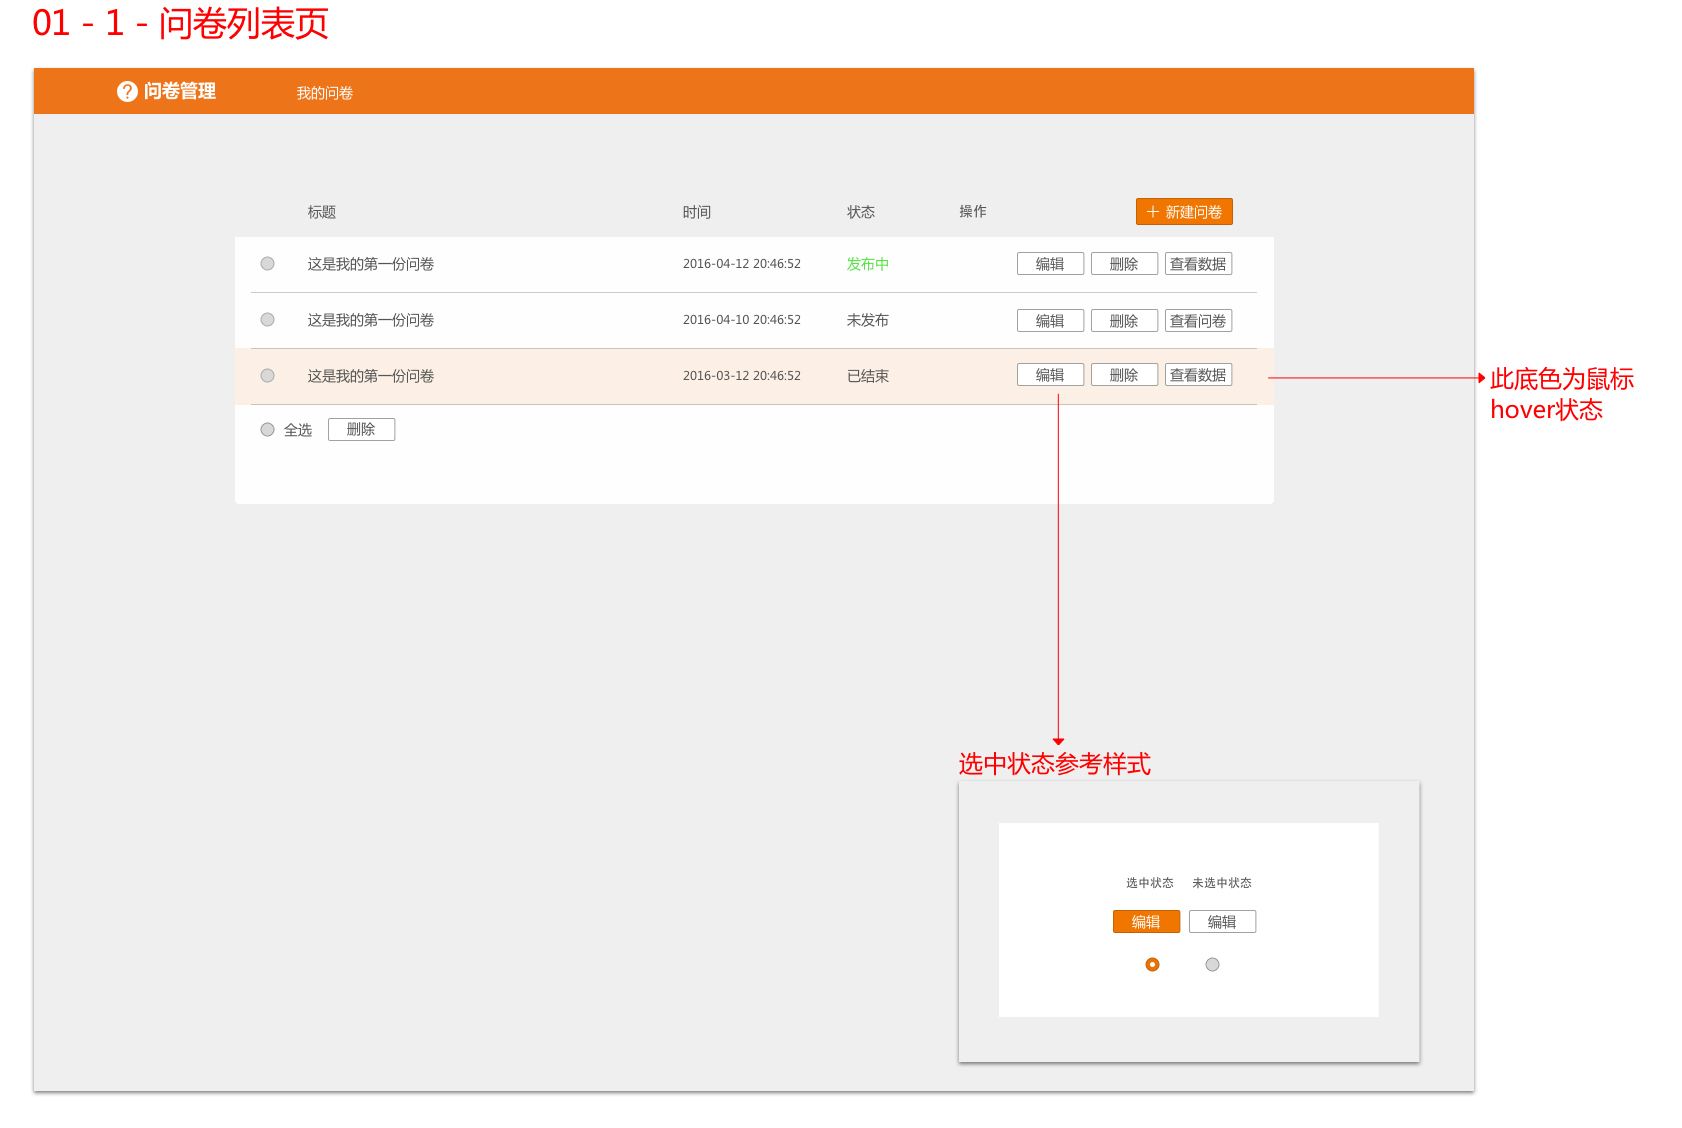 01 - 1 - 问卷列表页
? 问卷管理 我的问卷
标题 时间 状态 操作 + 新建问卷
这是我的第一份问卷 2016-04-12 20:46:52 发布中 编辑 删除 查看数据
这是我的第一份问卷 2016-04-10 20:46:52 未发布 编辑 删除 查看问卷
这是我的第一份问卷 2016-03-12 20:46:52 已结束 编辑 删除 查看数据
此底色为鼠标
hover状态
全选 删除
选中状态参考样式
选中状态 未选中状态
编辑 编辑